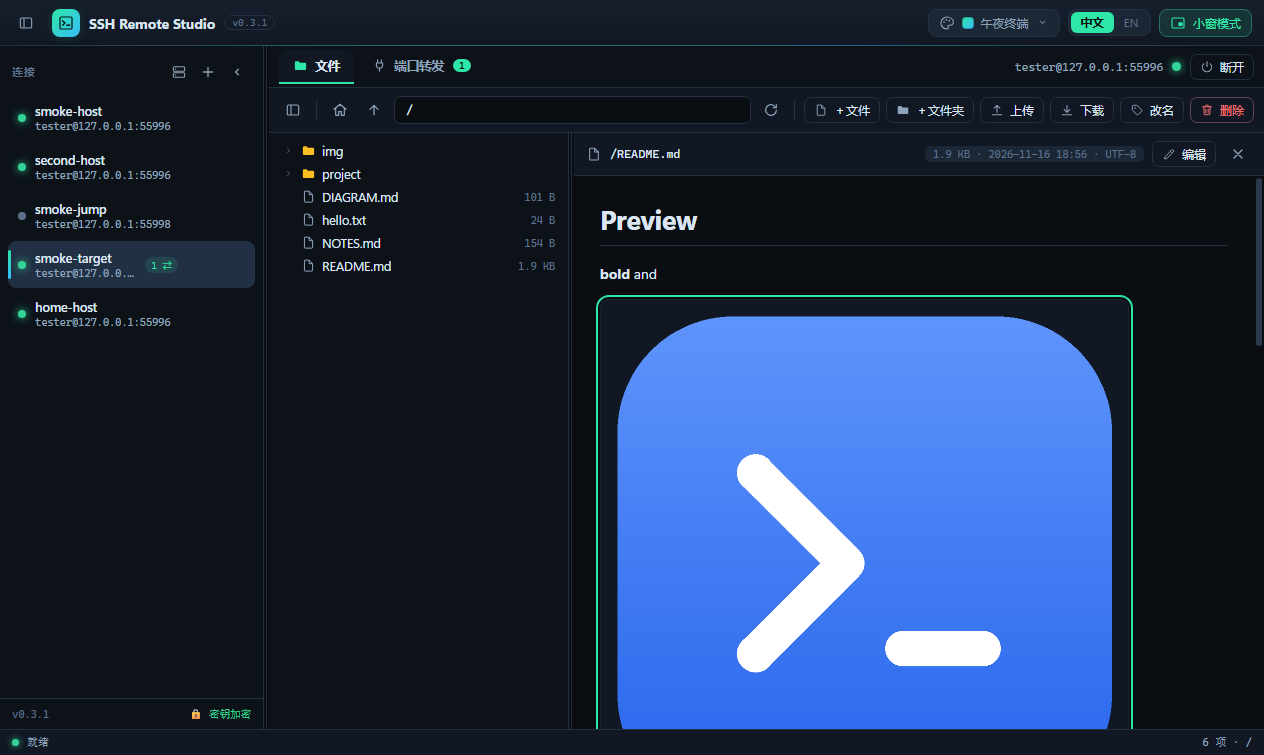 SSH Remote Studio v0.3.1 午夜终端 中文 EN 小窗模式
连接
smoke-host
tester@127.0.0.1:55996
second-host
tester@127.0.0.1:55996
smoke-jump
tester@127.0.0.1:55998
smoke-target
tester@127.0.0.… 1 ⇄
home-host
tester@127.0.0.1:55996
v0.3.1 密钥加密
文件 端口转发 1 tester@127.0.0.1:55996 断开
/ +文件 +文件夹 上传 下载 改名 删除
img
project
DIAGRAM.md 101 B
hello.txt 24 B
NOTES.md 154 B
README.md 1.9 KB
/README.md 1.9 KB · 2026-11-16 18:56 · UTF-8 编辑
Preview
bold and
就绪 6 项 · /